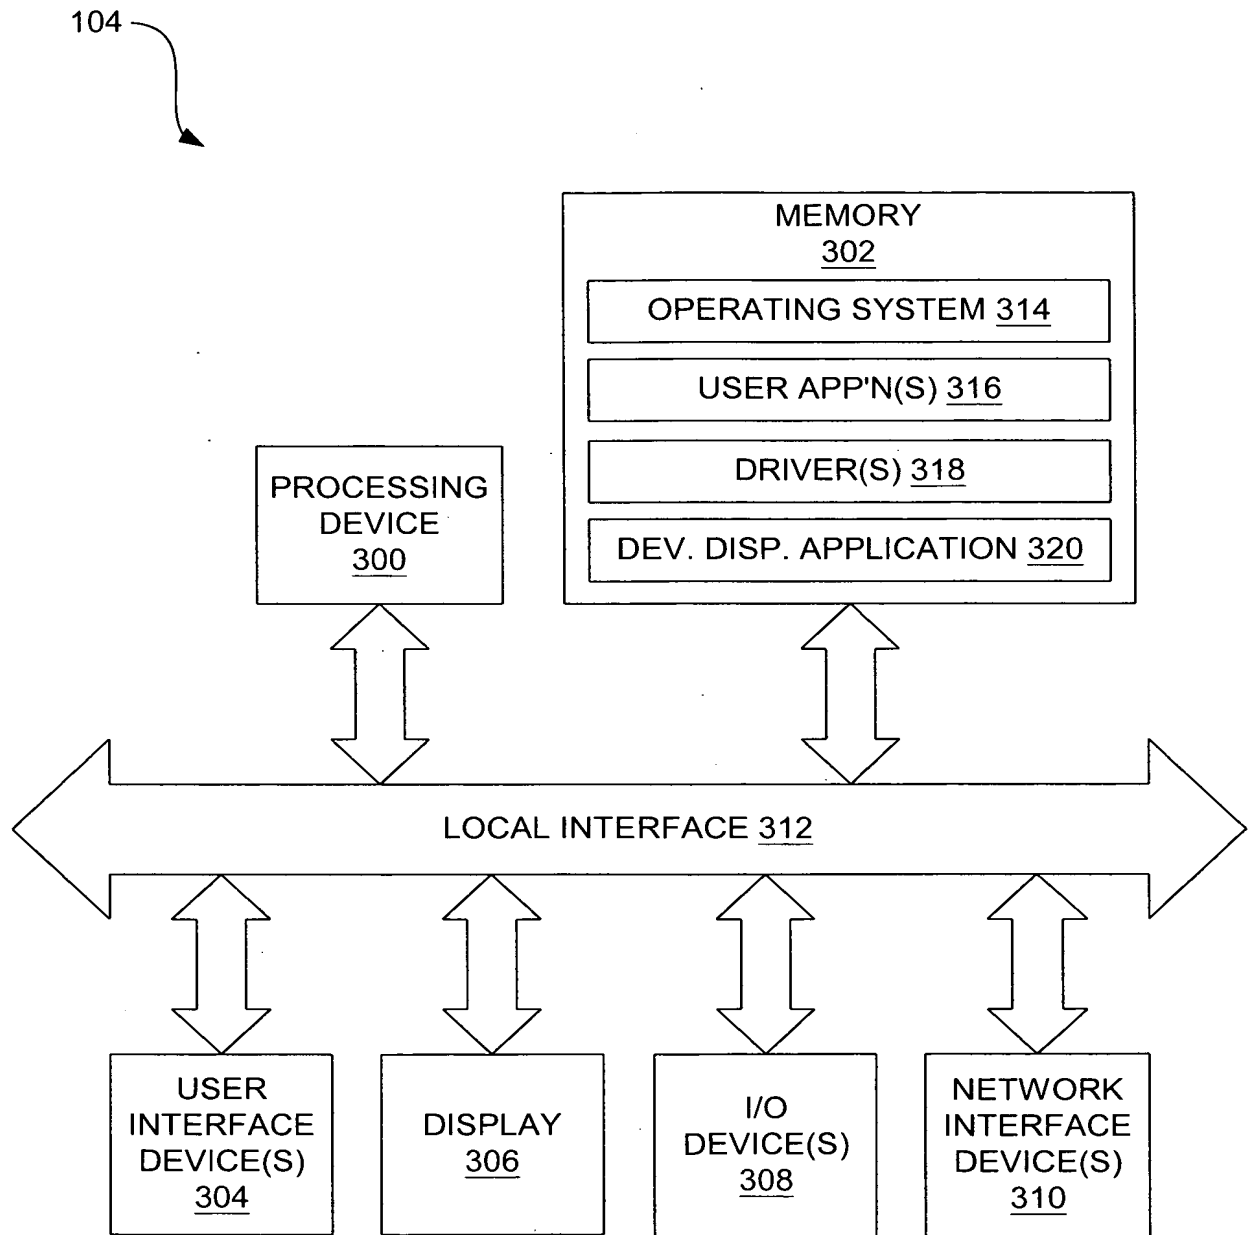 104
MEMORY
302
OPERATING SYSTEM 314
USER APP'N(S) 316
DRIVER(S) 318
DEV. DISP. APPLICATION 320
PROCESSING
DEVICE
300
LOCAL INTERFACE 312
USER
INTERFACE
DEVICE(S)
304
DISPLAY
306
I/O
DEVICE(S)
308
NETWORK
INTERFACE
DEVICE(S)
310